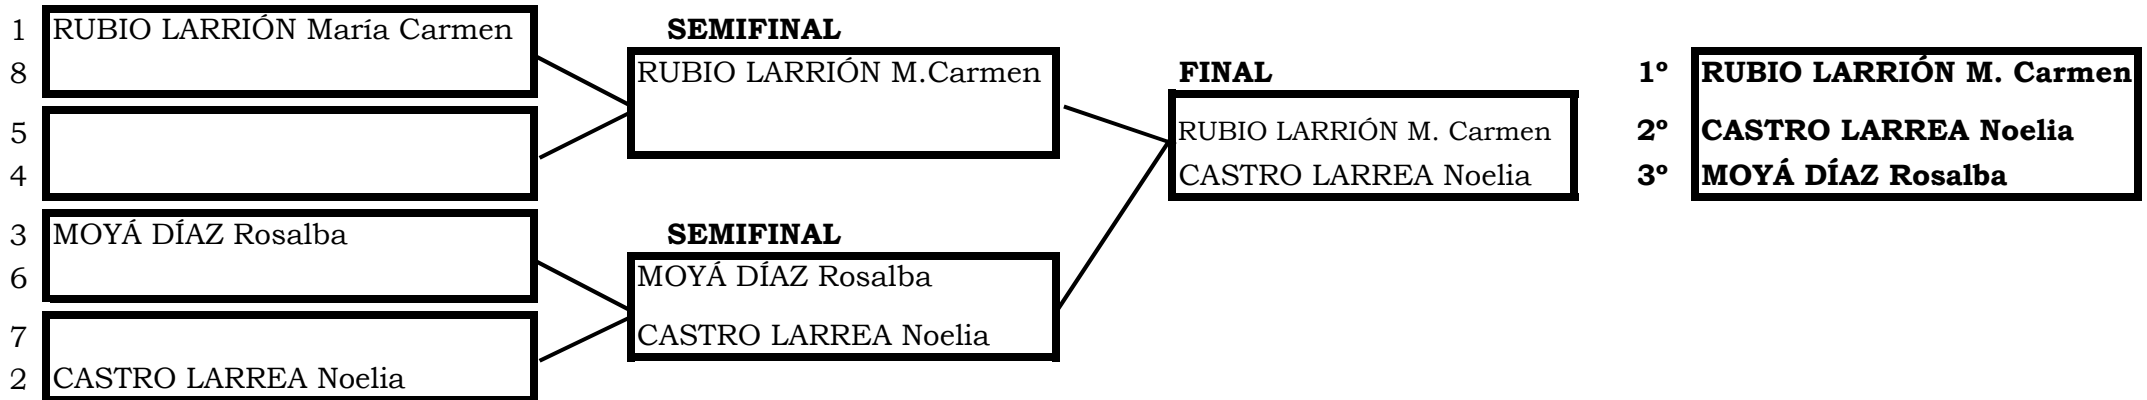 1 RUBIO LARRIÓN María Carmen
8
5
4
3 MOYÁ DÍAZ Rosalba
6
7
2 CASTRO LARREA Noelia
SEMIFINAL
RUBIO LARRIÓN M.Carmen
SEMIFINAL
MOYÁ DÍAZ Rosalba
CASTRO LARREA Noelia
FINAL
RUBIO LARRIÓN M. Carmen
CASTRO LARREA Noelia
1º RUBIO LARRIÓN M. Carmen
2º CASTRO LARREA Noelia
3º MOYÁ DÍAZ Rosalba